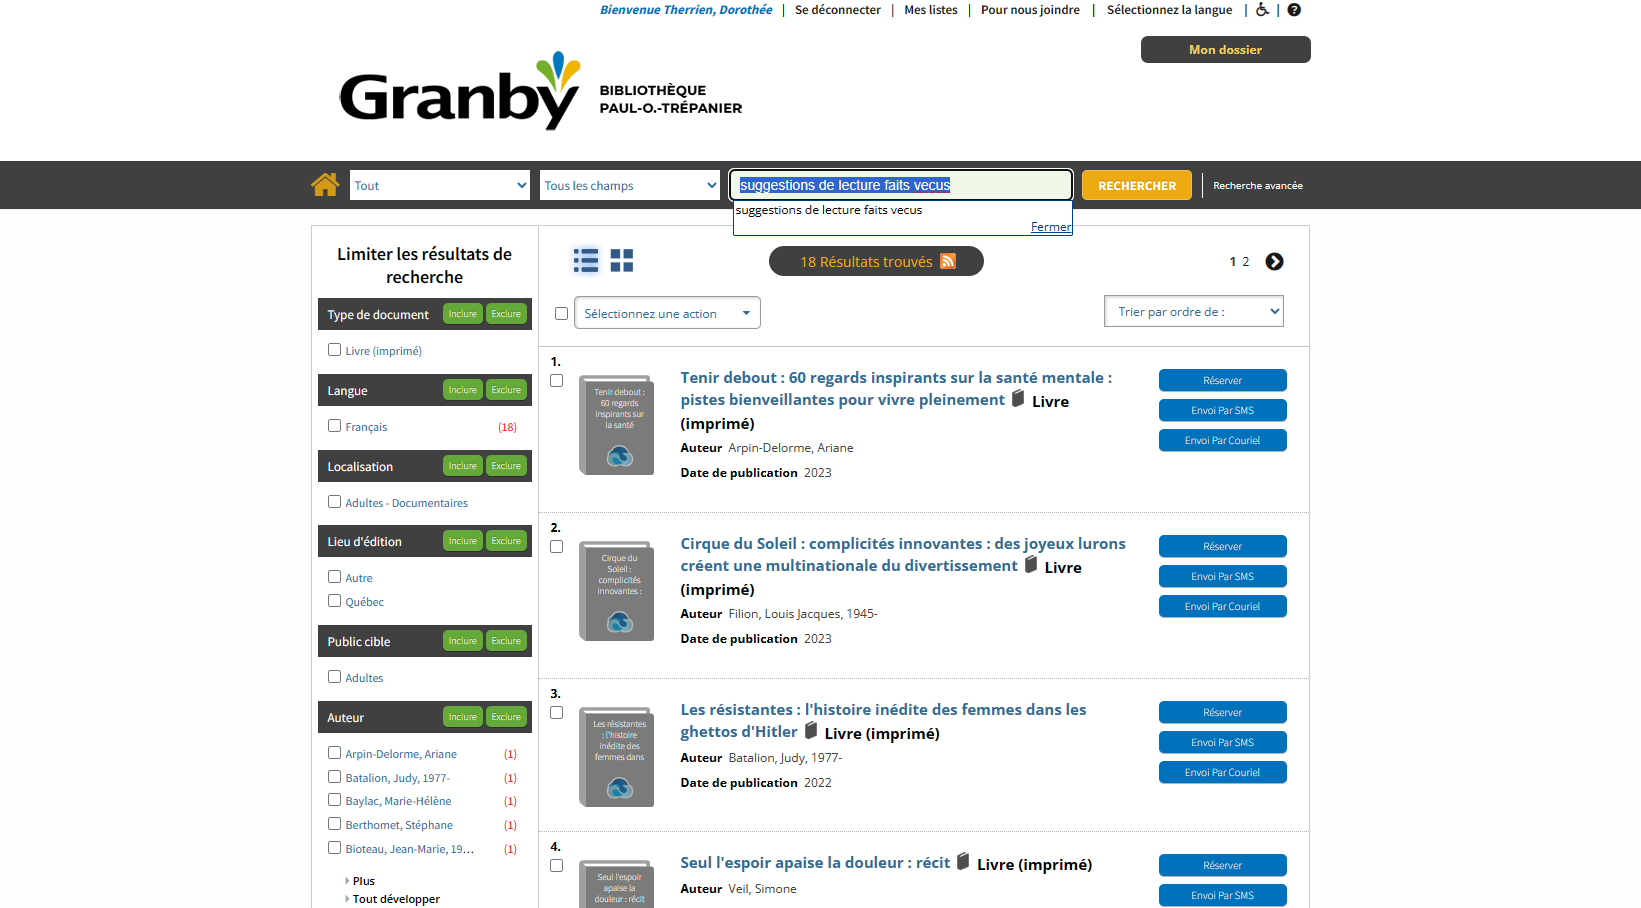 Bienvenue Therrien, Dorothée | Se déconnecter | Mes listes | Pour nous joindre | Sélectionnez la langue | |
Mon dossier
Granby
BIBLIOTHÈQUE
PAUL-O.-TRÉPANIER
Tout
Tous les champs
suggestions de lecture faits vecus
RECHERCHER
Recherche avancée
suggestions de lecture faits vecus
Fermer
Limiter les résultats de
recherche
Type de document Inclure Exclure
Livre (imprimé)
Langue Inclure Exclure
Français (18)
Localisation Inclure Exclure
Adultes - Documentaires
Lieu d'édition Inclure Exclure
Autre
Québec
Public cible Inclure Exclure
Adultes
Auteur Inclure Exclure
Arpin-Delorme, Ariane (1)
Batalion, Judy, 1977- (1)
Baylac, Marie-Hélène (1)
Berthomet, Stéphane (1)
Bioteau, Jean-Marie, 19... (1)
Plus
Tout développer
18 Résultats trouvés
1 2
Sélectionnez une action
Trier par ordre de :
1.
Tenir debout :
60 regards
inspirants sur
la santé
Tenir debout : 60 regards inspirants sur la santé mentale :
pistes bienveillantes pour vivre pleinement Livre
(imprimé)
Auteur Arpin-Delorme, Ariane
Date de publication 2023
Réserver
Envoi Par SMS
Envoi Par Couriel
2.
Cirque du
Soleil :
complicités
innovantes :
Cirque du Soleil : complicités innovantes : des joyeux lurons
créent une multinationale du divertissement Livre
(imprimé)
Auteur Filion, Louis Jacques, 1945-
Date de publication 2023
Réserver
Envoi Par SMS
Envoi Par Couriel
3.
Les résistantes
: l'histoire
inédite des
femmes dans
Les résistantes : l'histoire inédite des femmes dans les
ghettos d'Hitler Livre (imprimé)
Auteur Batalion, Judy, 1977-
Date de publication 2022
Réserver
Envoi Par SMS
Envoi Par Couriel
4.
Seul l'espoir
apaise la
douleur : récit
Seul l'espoir apaise la douleur : récit Livre (imprimé)
Auteur Veil, Simone
Réserver
Envoi Par SMS